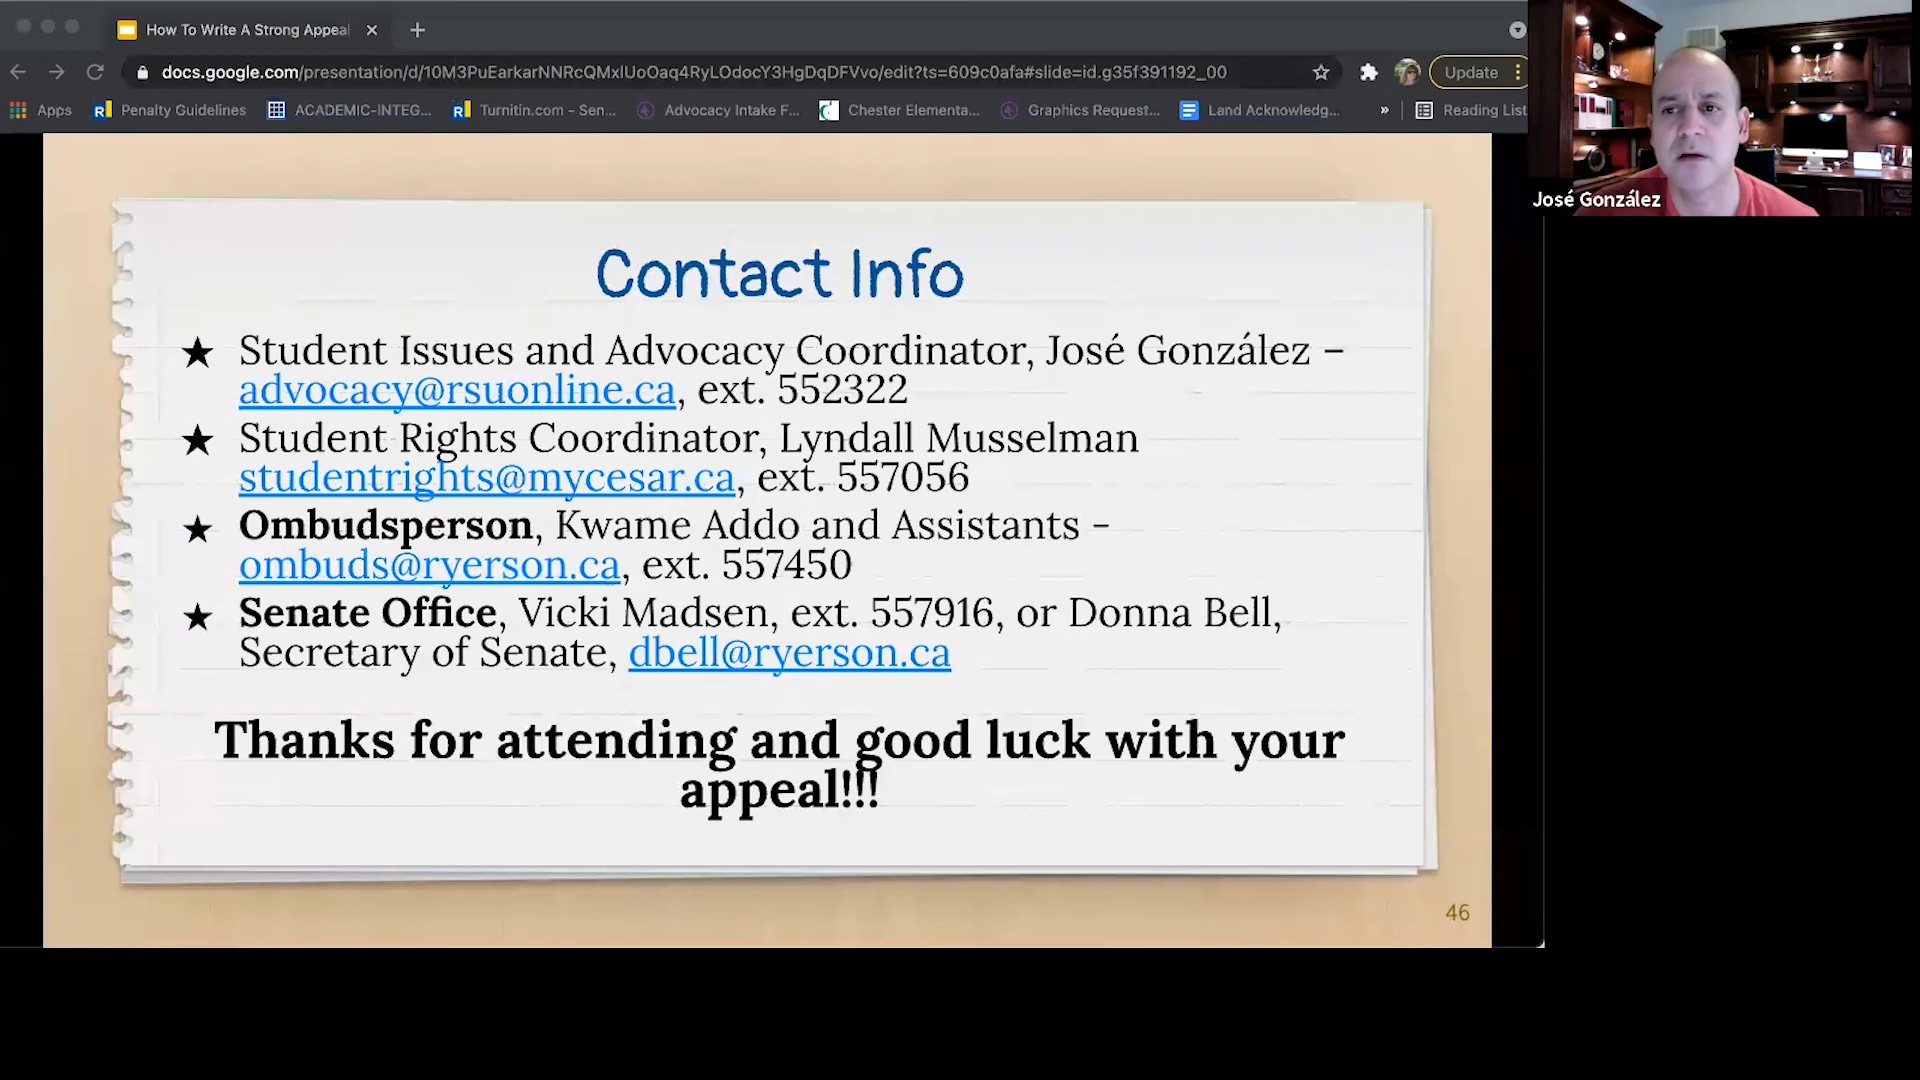 How To Write A Strong Appeal
docs.google.com/presentation/d/10M3PuEarkarNNRcQMxlUoOaq4RyLOdocY3HgDqDFVvo/edit?ts=609c0afa#slide=id.g35f391192_00
Update
Apps
Penalty Guidelines
ACADEMIC-INTEG...
Turnitin.com – Sen...
Advocacy Intake F...
Chester Elementa...
Graphics Request...
Land Acknowledg...
»
Reading List
José González
Contact Info
★ Student Issues and Advocacy Coordinator, José González –
advocacy@rsuonline.ca, ext. 552322
★ Student Rights Coordinator, Lyndall Musselman
studentrights@mycesar.ca, ext. 557056
★ Ombudsperson, Kwame Addo and Assistants -
ombuds@ryerson.ca, ext. 557450
★ Senate Office, Vicki Madsen, ext. 557916, or Donna Bell,
Secretary of Senate, dbell@ryerson.ca
Thanks for attending and good luck with your
appeal!!!
46